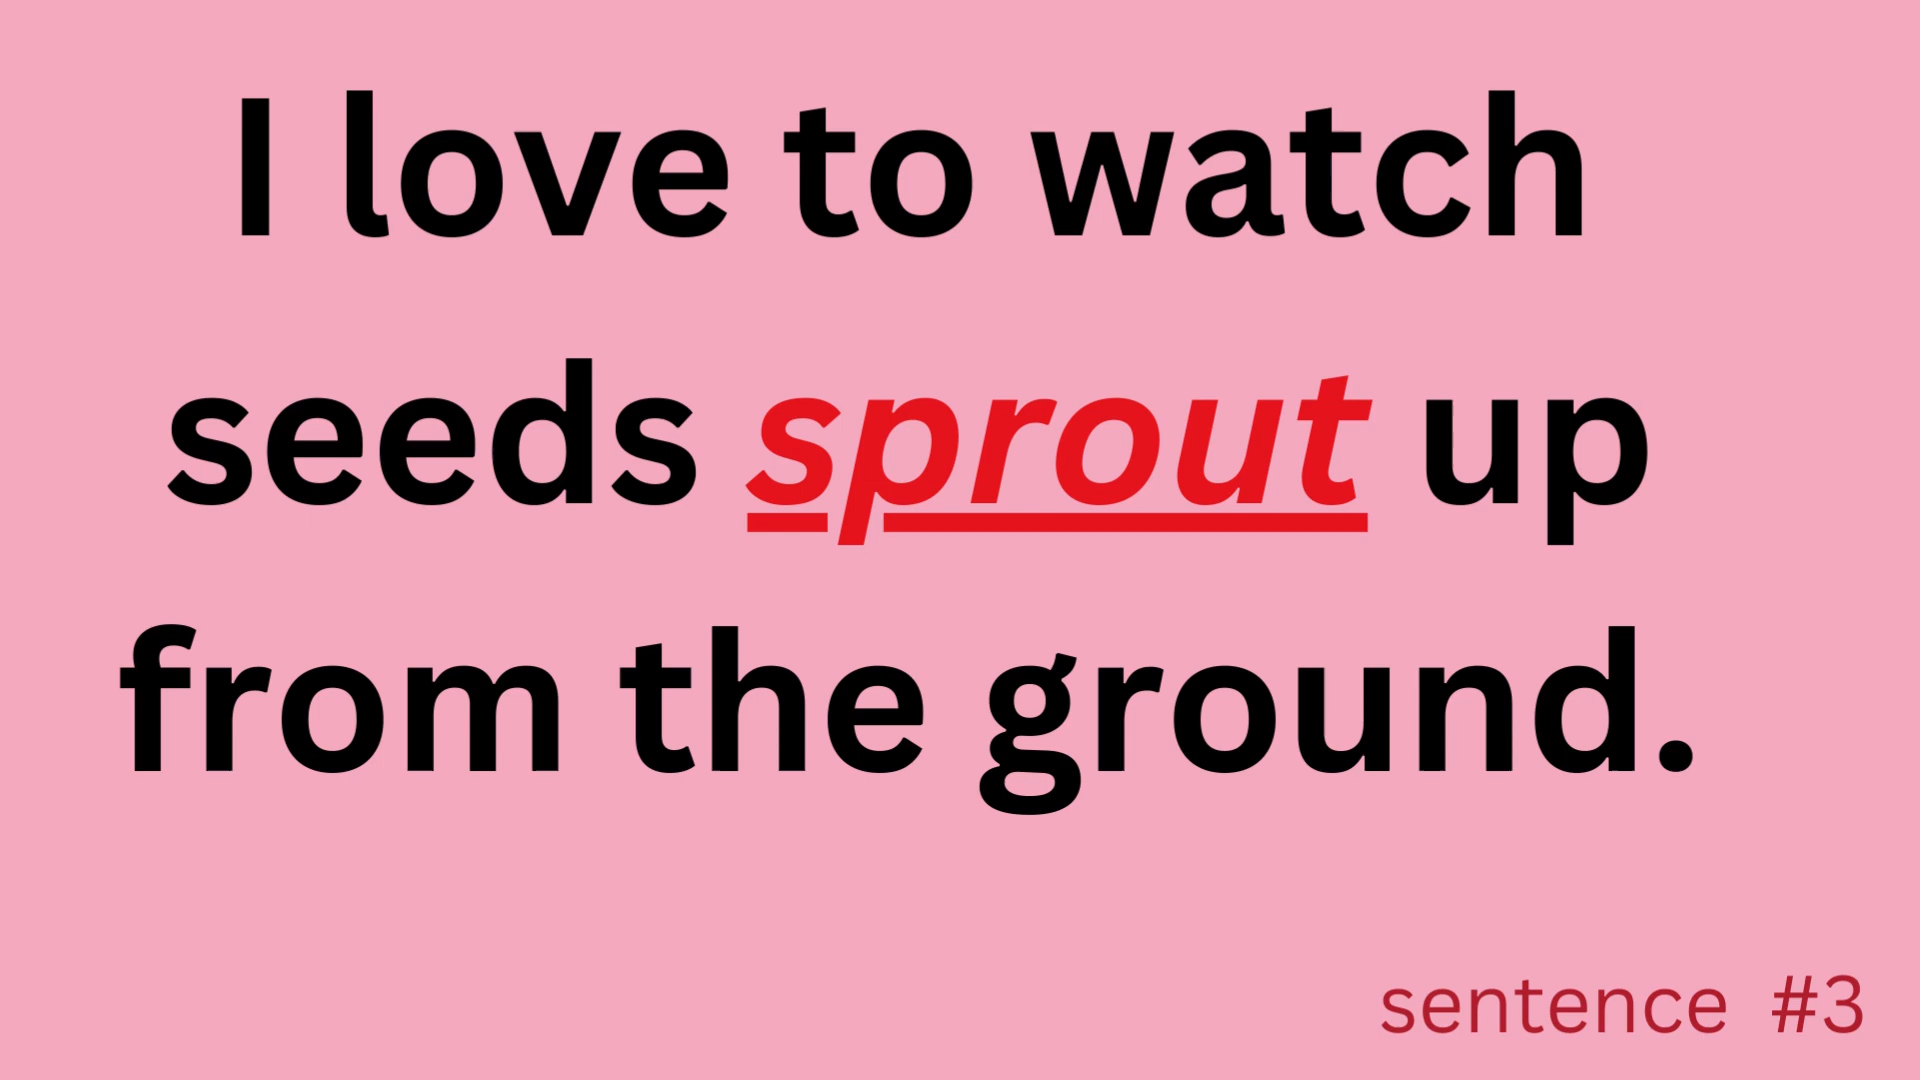 I love to watch
seeds sprout up
from the ground.
sentence #3